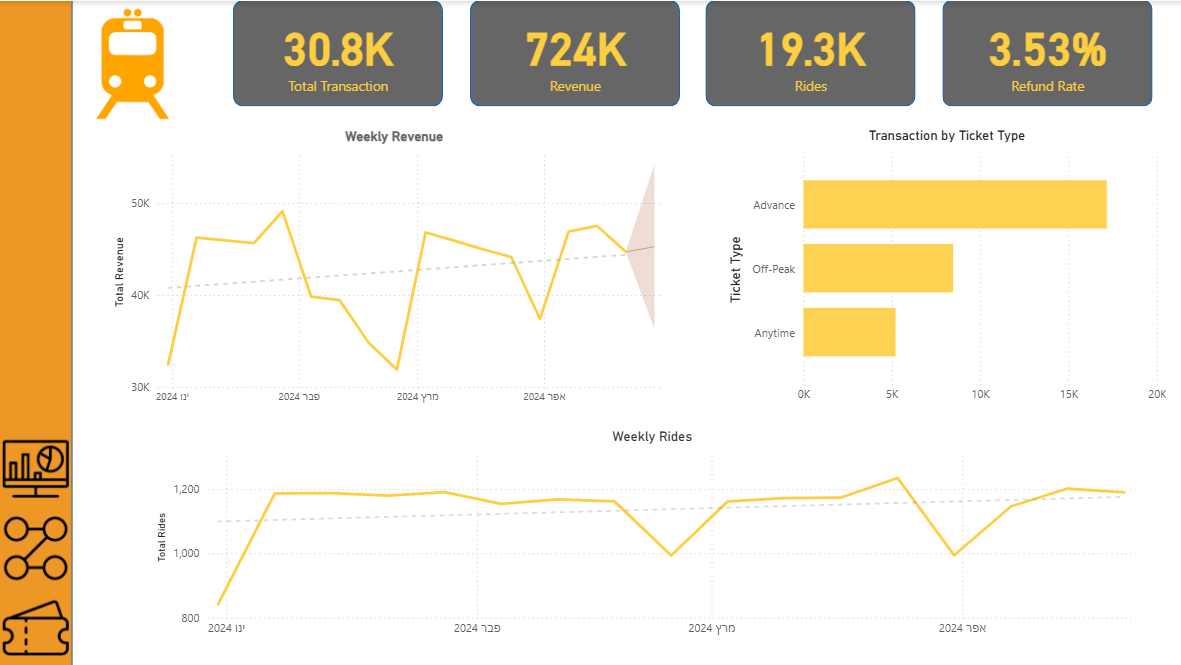 30.8K
Total Transaction
724K
Revenue
19.3K
Rides
3.53%
Refund Rate
Weekly Revenue
Total Revenue
50K
40K
30K
ינו 2024
פבר 2024
מרץ 2024
אפר 2024
Transaction by Ticket Type
Ticket Type
Advance
Off-Peak
Anytime
0K
5K
10K
15K
20K
Weekly Rides
Total Rides
1,200
1,000
800
ינו 2024
פבר 2024
מרץ 2024
אפר 2024